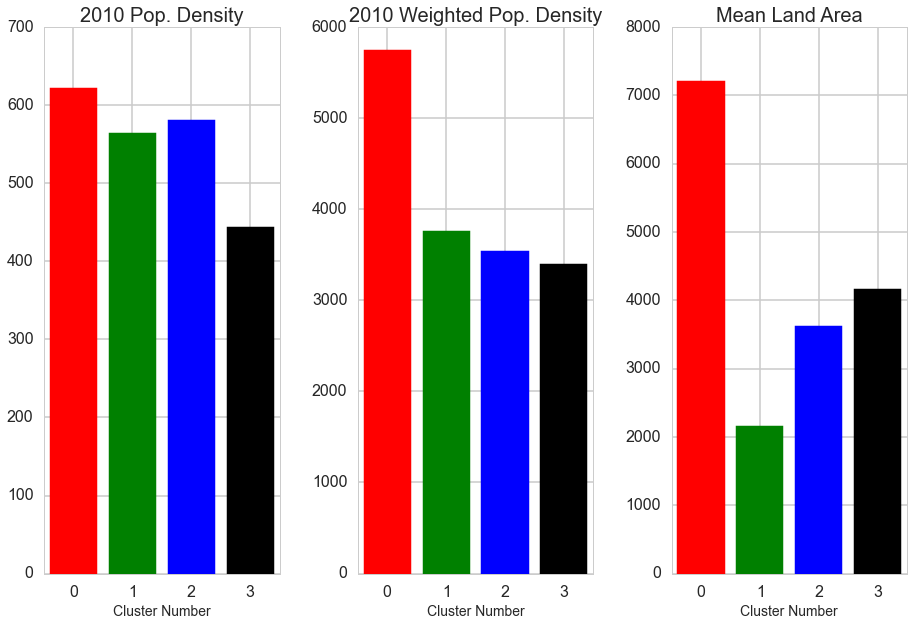 2010 Pop. Density
700
600
500
400
300
200
100
0
0 1 2 3
Cluster Number
2010 Weighted Pop. Density
6000
5000
4000
3000
2000
1000
0
0 1 2 3
Cluster Number
Mean Land Area
8000
7000
6000
5000
4000
3000
2000
1000
0
0 1 2 3
Cluster Number